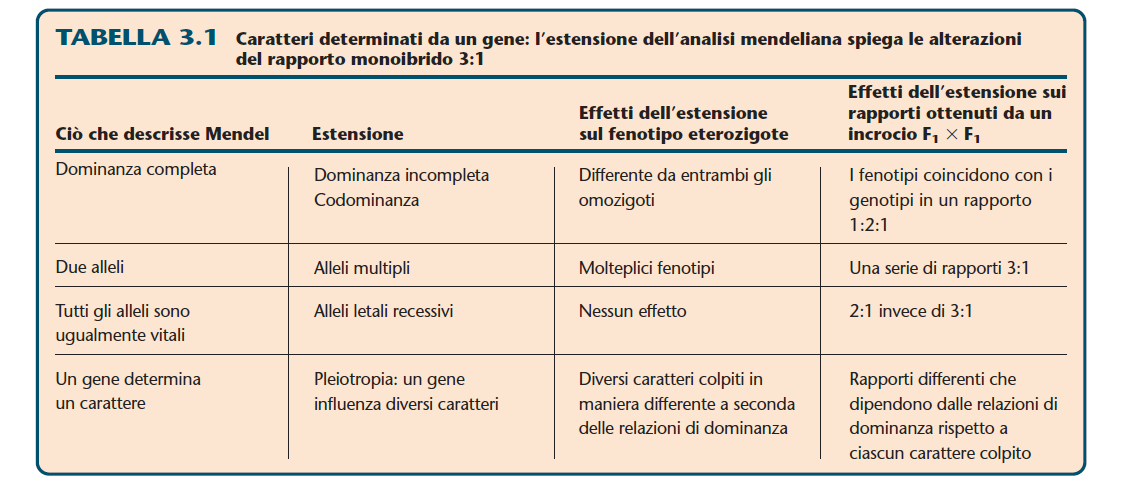 TABELLA 3.1 Caratteri determinati da un gene: l'estensione dell'analisi mendeliana spiega le alterazioni
del rapporto monoibrido 3:1
Ciò che descrisse Mendel
Estensione
Effetti dell'estensione
sul fenotipo eterozigote
Effetti dell'estensione sui
rapporti ottenuti da un
incrocio F₁ × F₁
Dominanza completa
Dominanza incompleta
Codominanza
Differente da entrambi gli
omozigoti
I fenotipi coincidono con i
genotipi in un rapporto
1:2:1
Due alleli
Alleli multipli
Molteplici fenotipi
Una serie di rapporti 3:1
Tutti gli alleli sono
ugualmente vitali
Alleli letali recessivi
Nessun effetto
2:1 invece di 3:1
Un gene determina
un carattere
Pleiotropia: un gene
influenza diversi caratteri
Diversi caratteri colpiti in
maniera differente a seconda
delle relazioni di dominanza
Rapporti differenti che
dipendono dalle relazioni di
dominanza rispetto a
ciascun carattere colpito